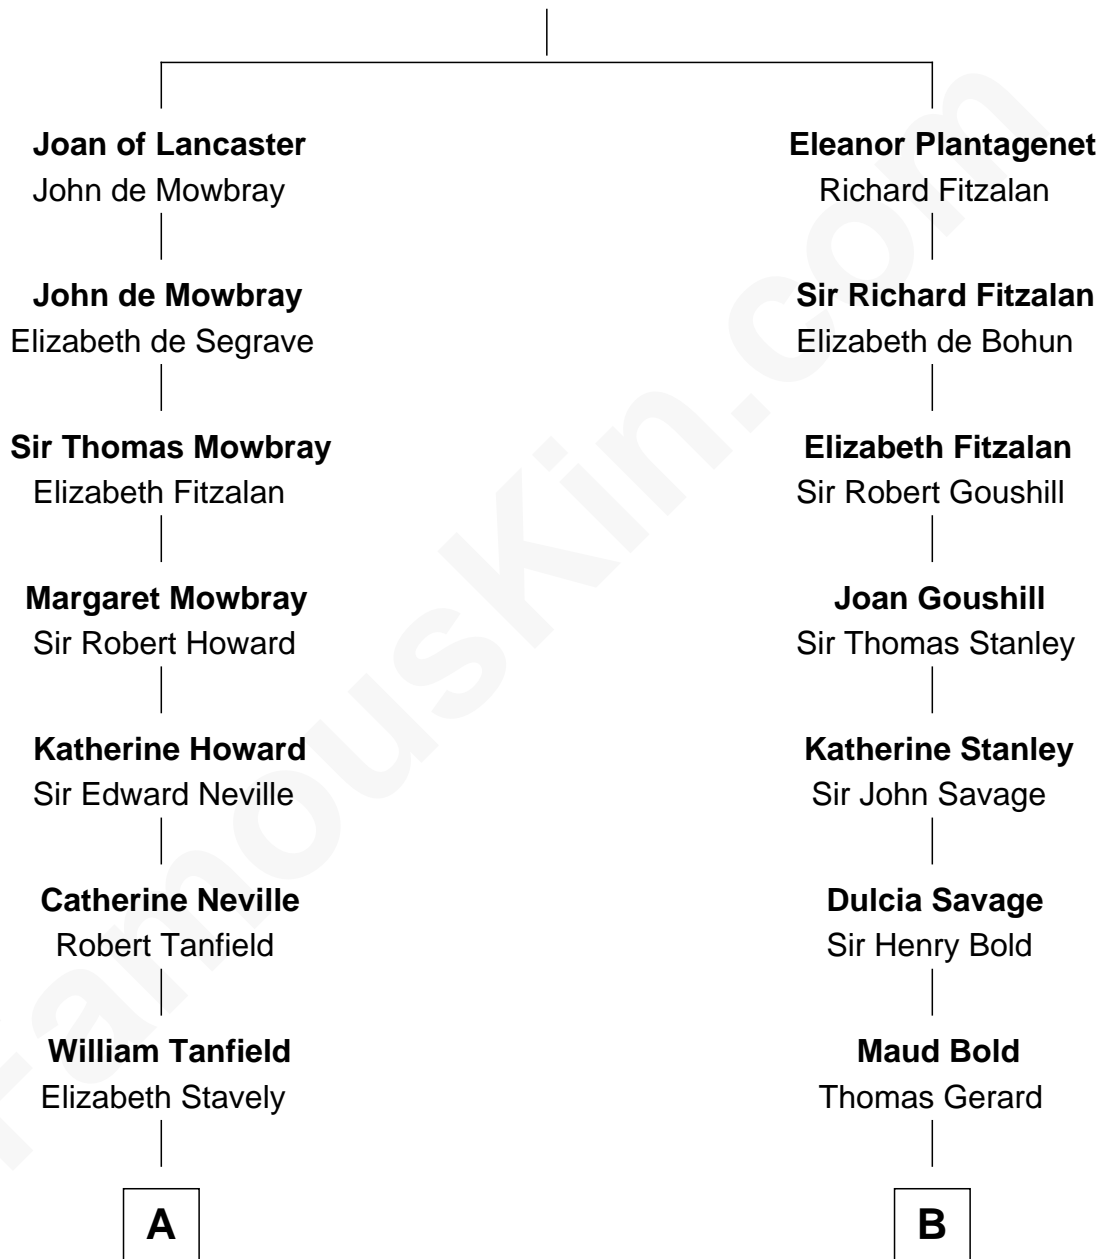 Joan of Lancaster
John de Mowbray
John de Mowbray
Elizabeth de Segrave
Sir Thomas Mowbray
Elizabeth Fitzalan
Margaret Mowbray
Sir Robert Howard
Katherine Howard
Sir Edward Neville
Catherine Neville
Robert Tanfield
William Tanfield
Elizabeth Stavely
A
Eleanor Plantagenet
Richard Fitzalan
Sir Richard Fitzalan
Elizabeth de Bohun
Elizabeth Fitzalan
Sir Robert Goushill
Joan Goushill
Sir Thomas Stanley
Katherine Stanley
Sir John Savage
Dulcia Savage
Sir Henry Bold
Maud Bold
Thomas Gerard
B
FamousKin.com